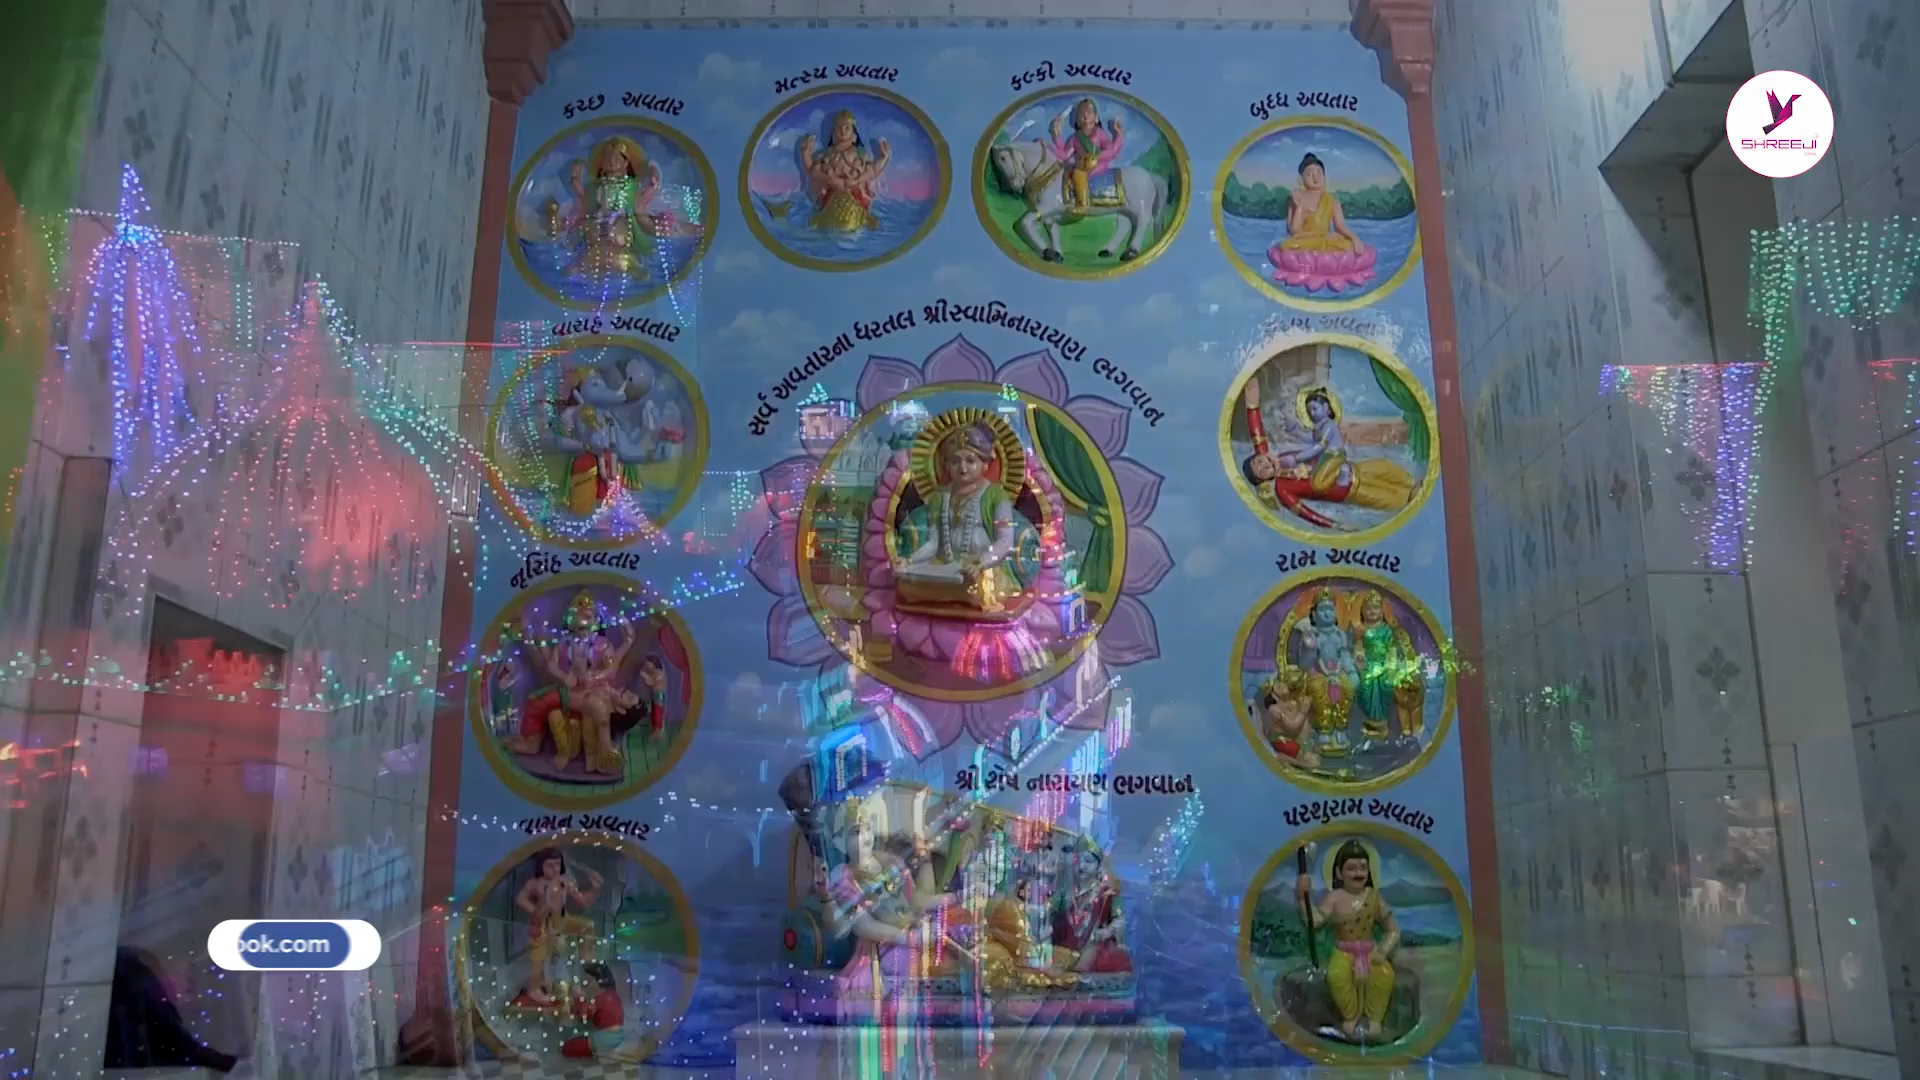 કચ્છ અવતાર
મત્સ્ય અવતાર
કલ્કી અવતાર
બુધ્ધ અવતાર
SHREEJI
વારાહ અવતાર
સર્વ અવતારના ધરતલ શ્રીસ્વામિનારાયણ ભગવાન
અવતાર
નૃસિંહ અવતાર
રામ અવતાર
શ્રી શેષ નારાયણ ભગવાન
વામન અવતાર
પરશુરામ અવતાર
ook.com